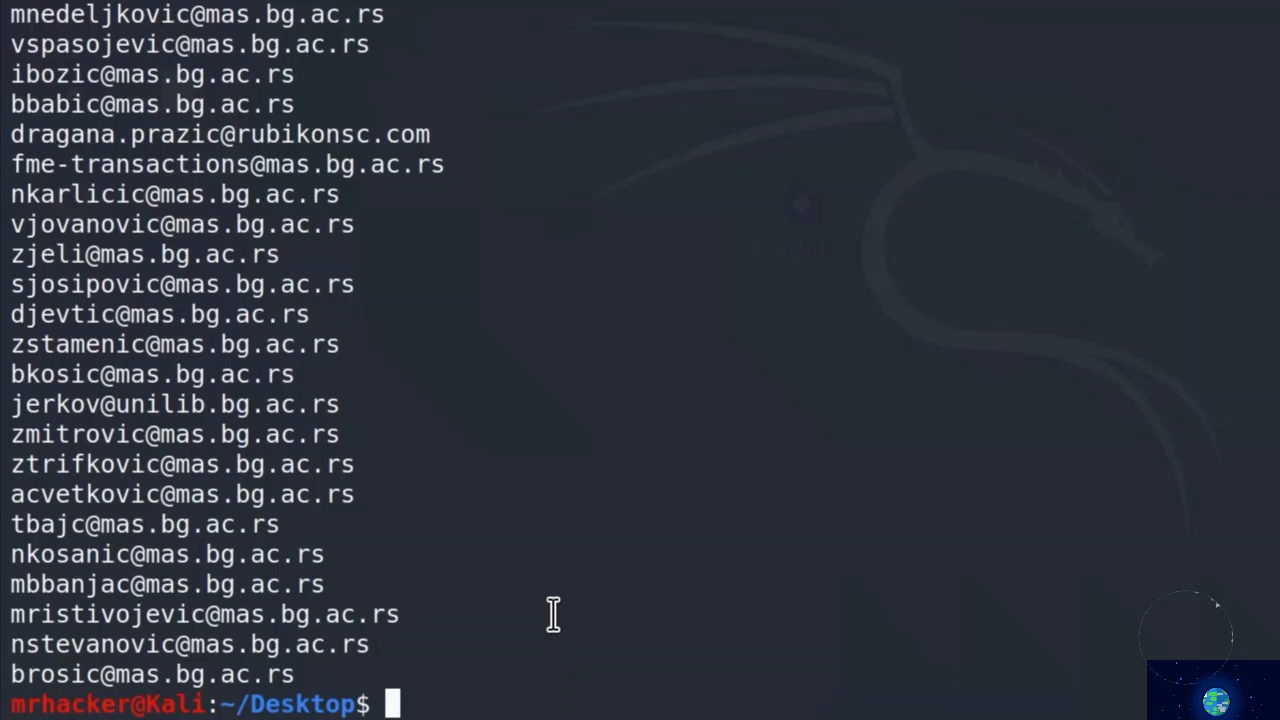 mnedeljkovic@mas.bg.ac.rs
vspasojevic@mas.bg.ac.rs
ibozic@mas.bg.ac.rs
bbabic@mas.bg.ac.rs
dragana.prazic@rubikonsc.com
fme-transactions@mas.bg.ac.rs
nkarlicic@mas.bg.ac.rs
vjovanovic@mas.bg.ac.rs
zjeli@mas.bg.ac.rs
sjosipovic@mas.bg.ac.rs
djevtic@mas.bg.ac.rs
zstamenic@mas.bg.ac.rs
bkosic@mas.bg.ac.rs
jerkov@unilib.bg.ac.rs
zmitrovic@mas.bg.ac.rs
ztrifkovic@mas.bg.ac.rs
acvetkovic@mas.bg.ac.rs
tbajc@mas.bg.ac.rs
nkosanic@mas.bg.ac.rs
mbbanjac@mas.bg.ac.rs
mristivojevic@mas.bg.ac.rs
nstevanovic@mas.bg.ac.rs
brosic@mas.bg.ac.rs
mrhacker@Kali:~/Desktop$